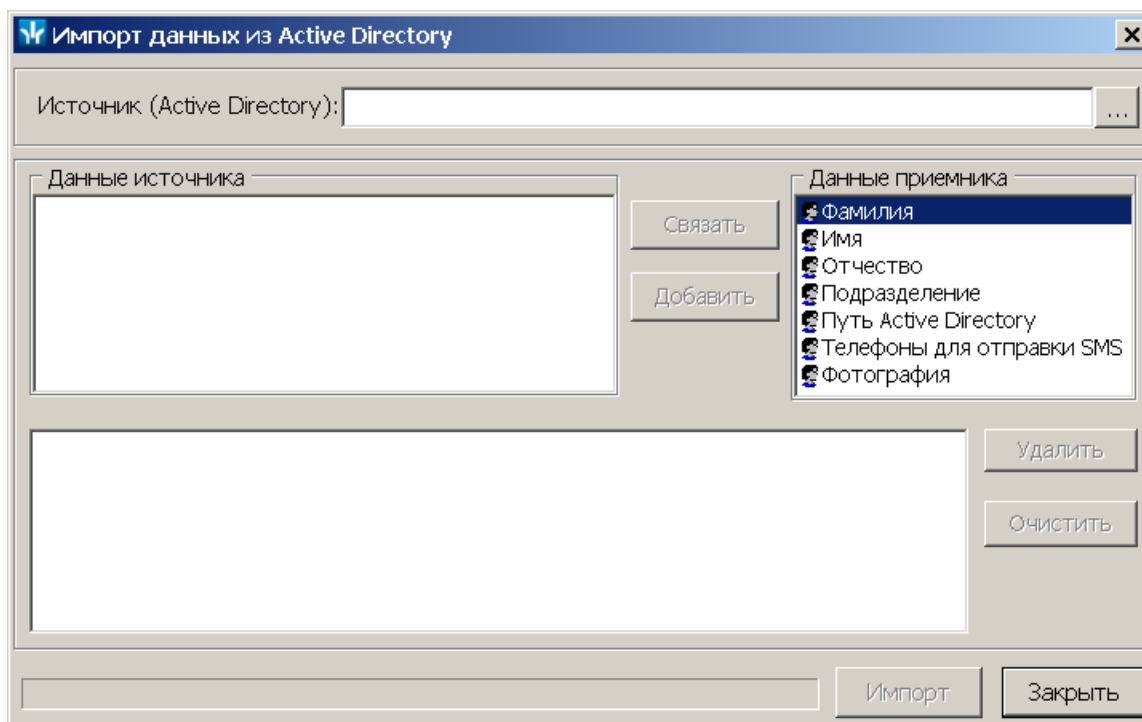 Импорт данных из Active Directory
Источник (Active Directory):
...
Данные источника
Связать
Добавить
Данные приемника
Фамилия
Имя
Отчество
Подразделение
Путь Active Directory
Телефоны для отправки SMS
Фотография
Удалить
Очистить
Импорт
Закрыть